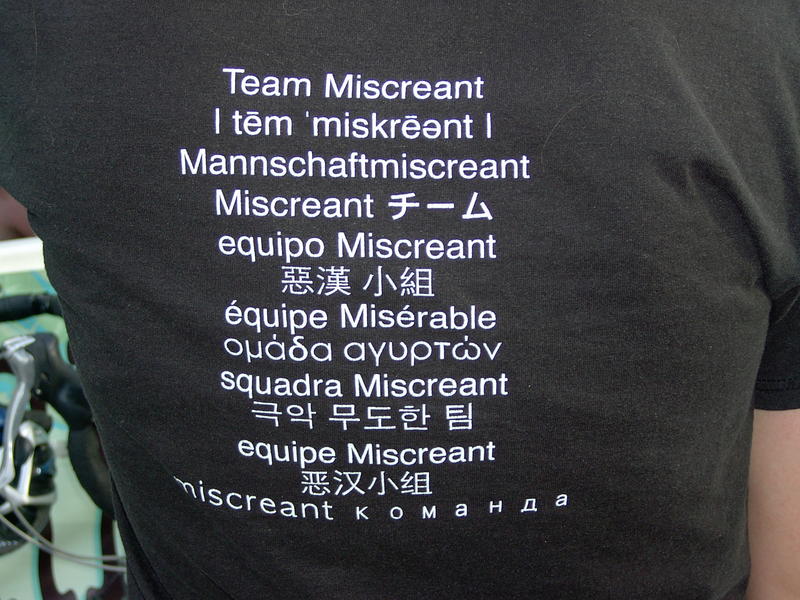 Team Miscreant
| tēm ˈmiskrēənt |
Mannschaftmiscreant
Miscreant チーム
equipo Miscreant
惡漢 小組
équipe Misérable
ομάδα αγυρτών
squadra Miscreant
극악 무도한 팀
equipe Miscreant
恶汉小组
miscreant команда